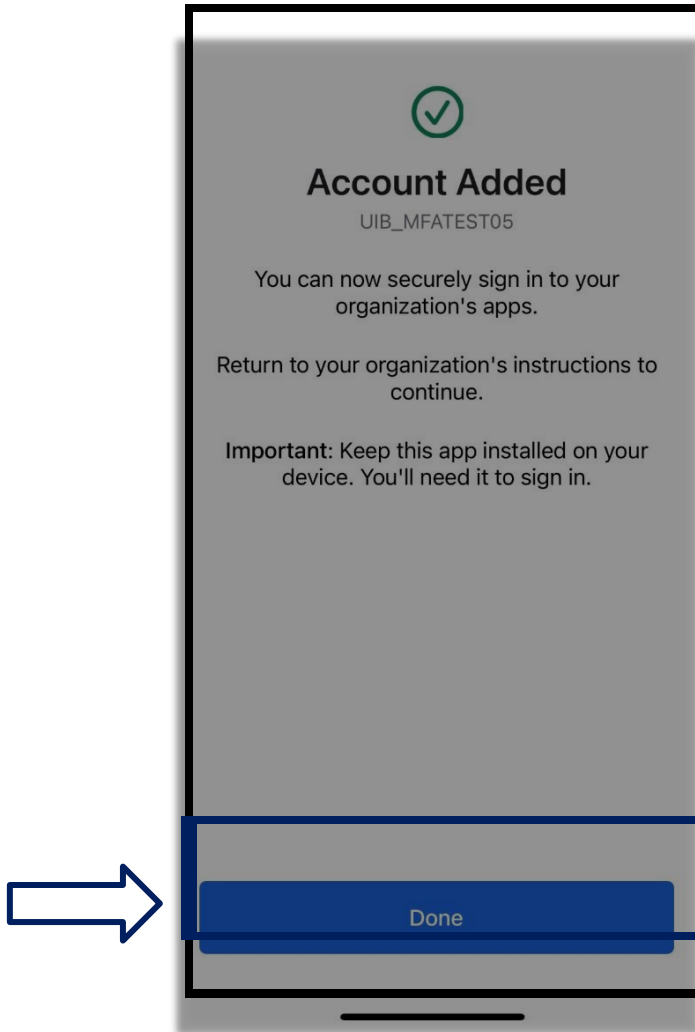 Account Added
UIB_MFATEST05
You can now securely sign in to your
organization's apps.
Return to your organization's instructions to
continue.
Important: Keep this app installed on your
device. You'll need it to sign in.
Done